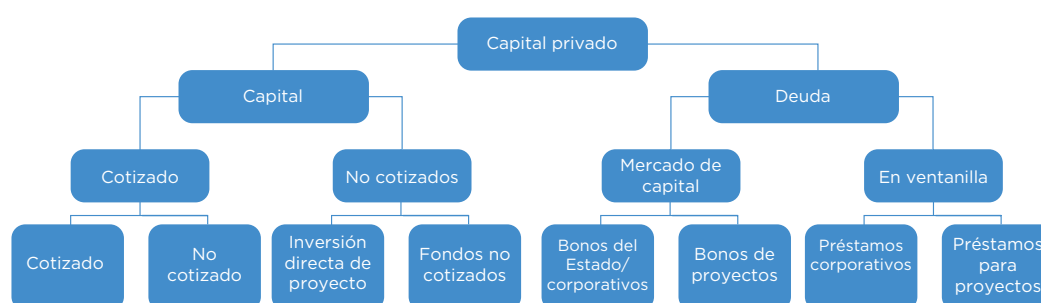 Capital privado
Capital
Deuda
Cotizado
No cotizados
Mercado de
capital
En ventanilla
Cotizado
No
cotizado
Inversión
directa de
proyecto
Fondos no
cotizados
Bonos del
Estado/
corporativos
Bonos de
proyectos
Préstamos
corporativos
Préstamos
para
proyectos